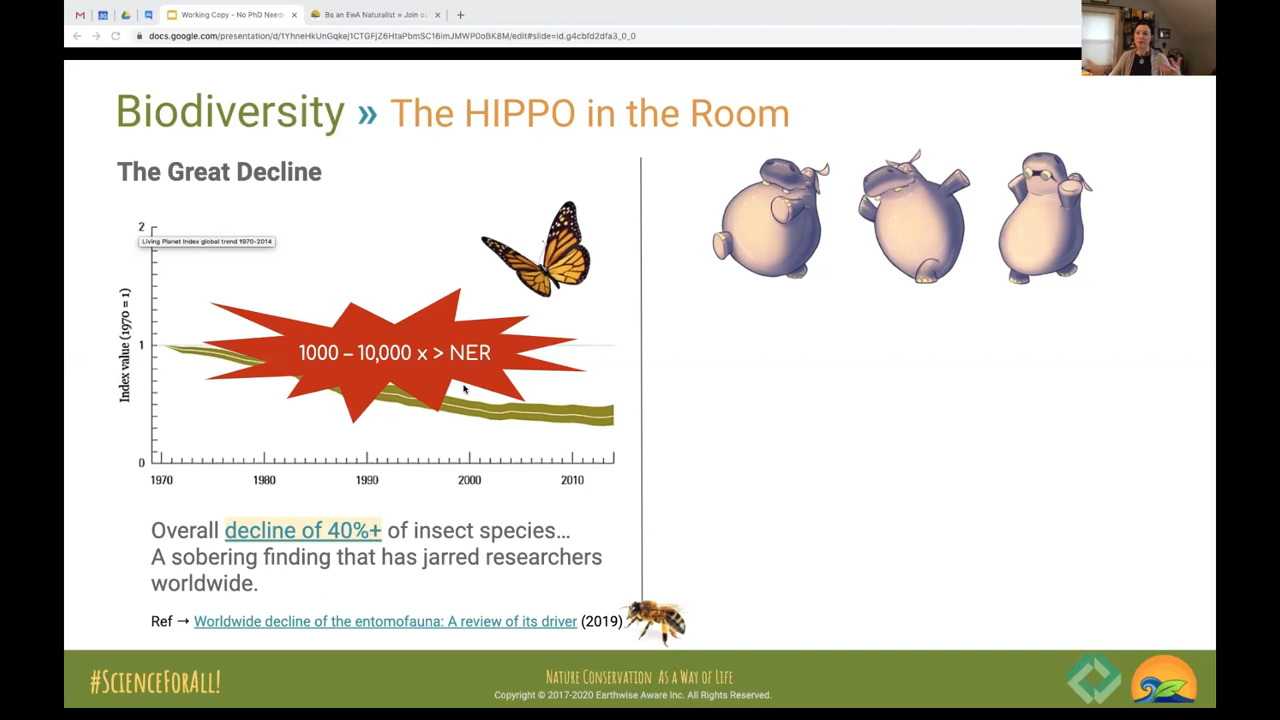 Working Copy - No PhD Need
Be an EwA Naturalist » Join o
docs.google.com/presentation/d/1YhneHkUnGqkej1CTGFjZ6HtaPbmSC16imJMWP0oBK8M/edit#slide=id.g4cbfd2dfa3_0_0
Biodiversity » The HIPPO in the Room
The Great Decline
2
Living Planet Index global trend 1970-2014
Index value (1970 = 1)
1000 – 10,000 x > NER
1
0
1970 1980 1990 2000 2010
Overall decline of 40%+ of insect species…
A sobering finding that has jarred researchers
worldwide.
Ref → Worldwide decline of the entomofauna: A review of its driver (2019)
#ScienceForAll!
Nature Conservation As a Way of Life
Copyright © 2017-2020 Earthwise Aware Inc. All Rights Reserved.